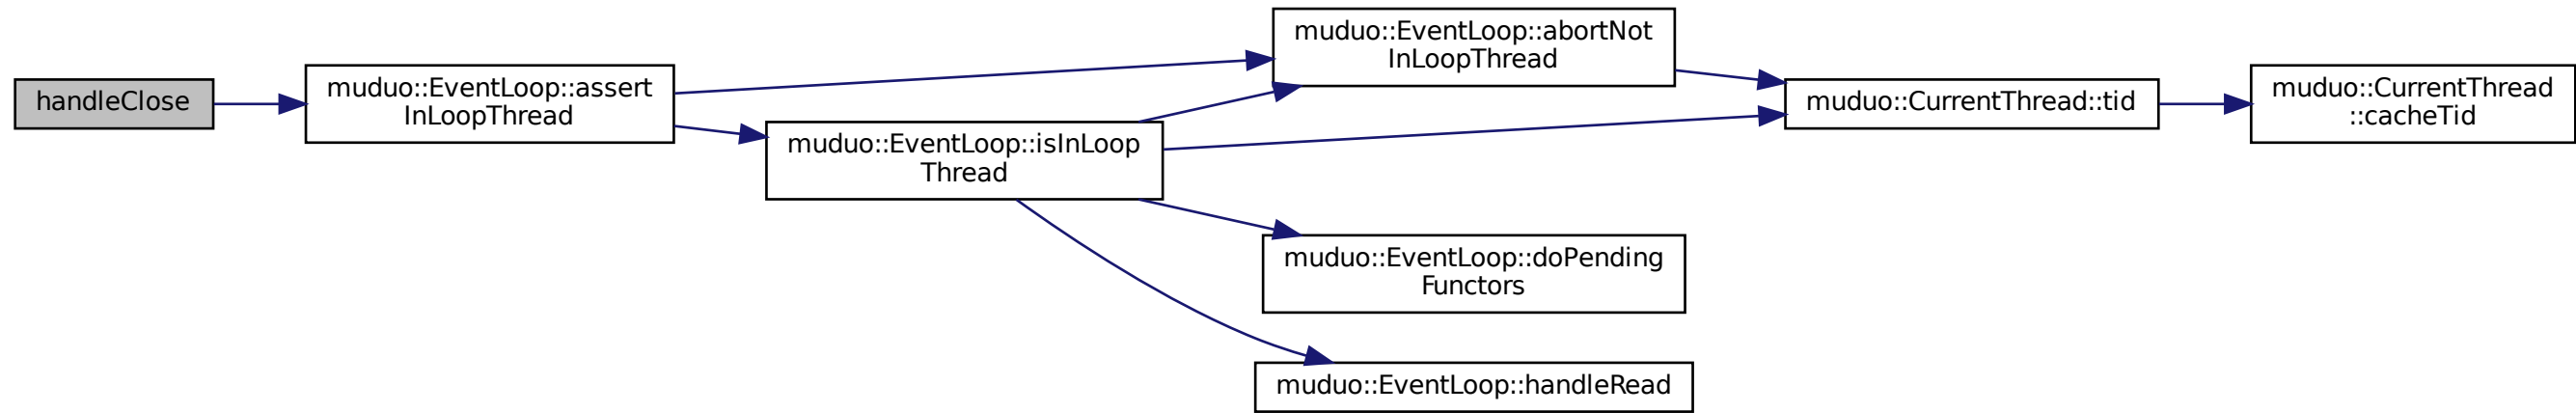 handleClose
muduo::EventLoop::assert
InLoopThread
muduo::EventLoop::isInLoop
Thread
muduo::EventLoop::abortNot
InLoopThread
muduo::CurrentThread::tid
muduo::CurrentThread
::cacheTid
muduo::EventLoop::doPending
Functors
muduo::EventLoop::handleRead